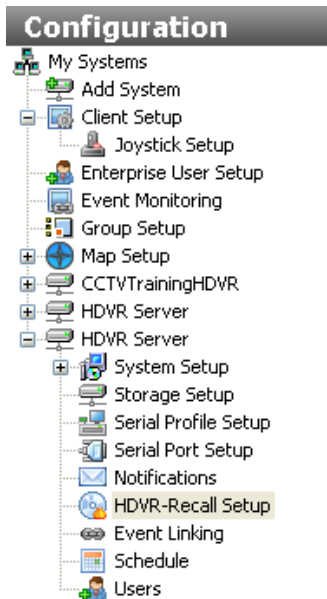 Configuration
My Systems
Add System
Client Setup
Joystick Setup
Enterprise User Setup
Event Monitoring
Group Setup
Map Setup
CCTVTrainingHDVR
HDVR Server
HDVR Server
System Setup
Storage Setup
Serial Profile Setup
Serial Port Setup
Notifications
HDVR-Recall Setup
Event Linking
Schedule
Users